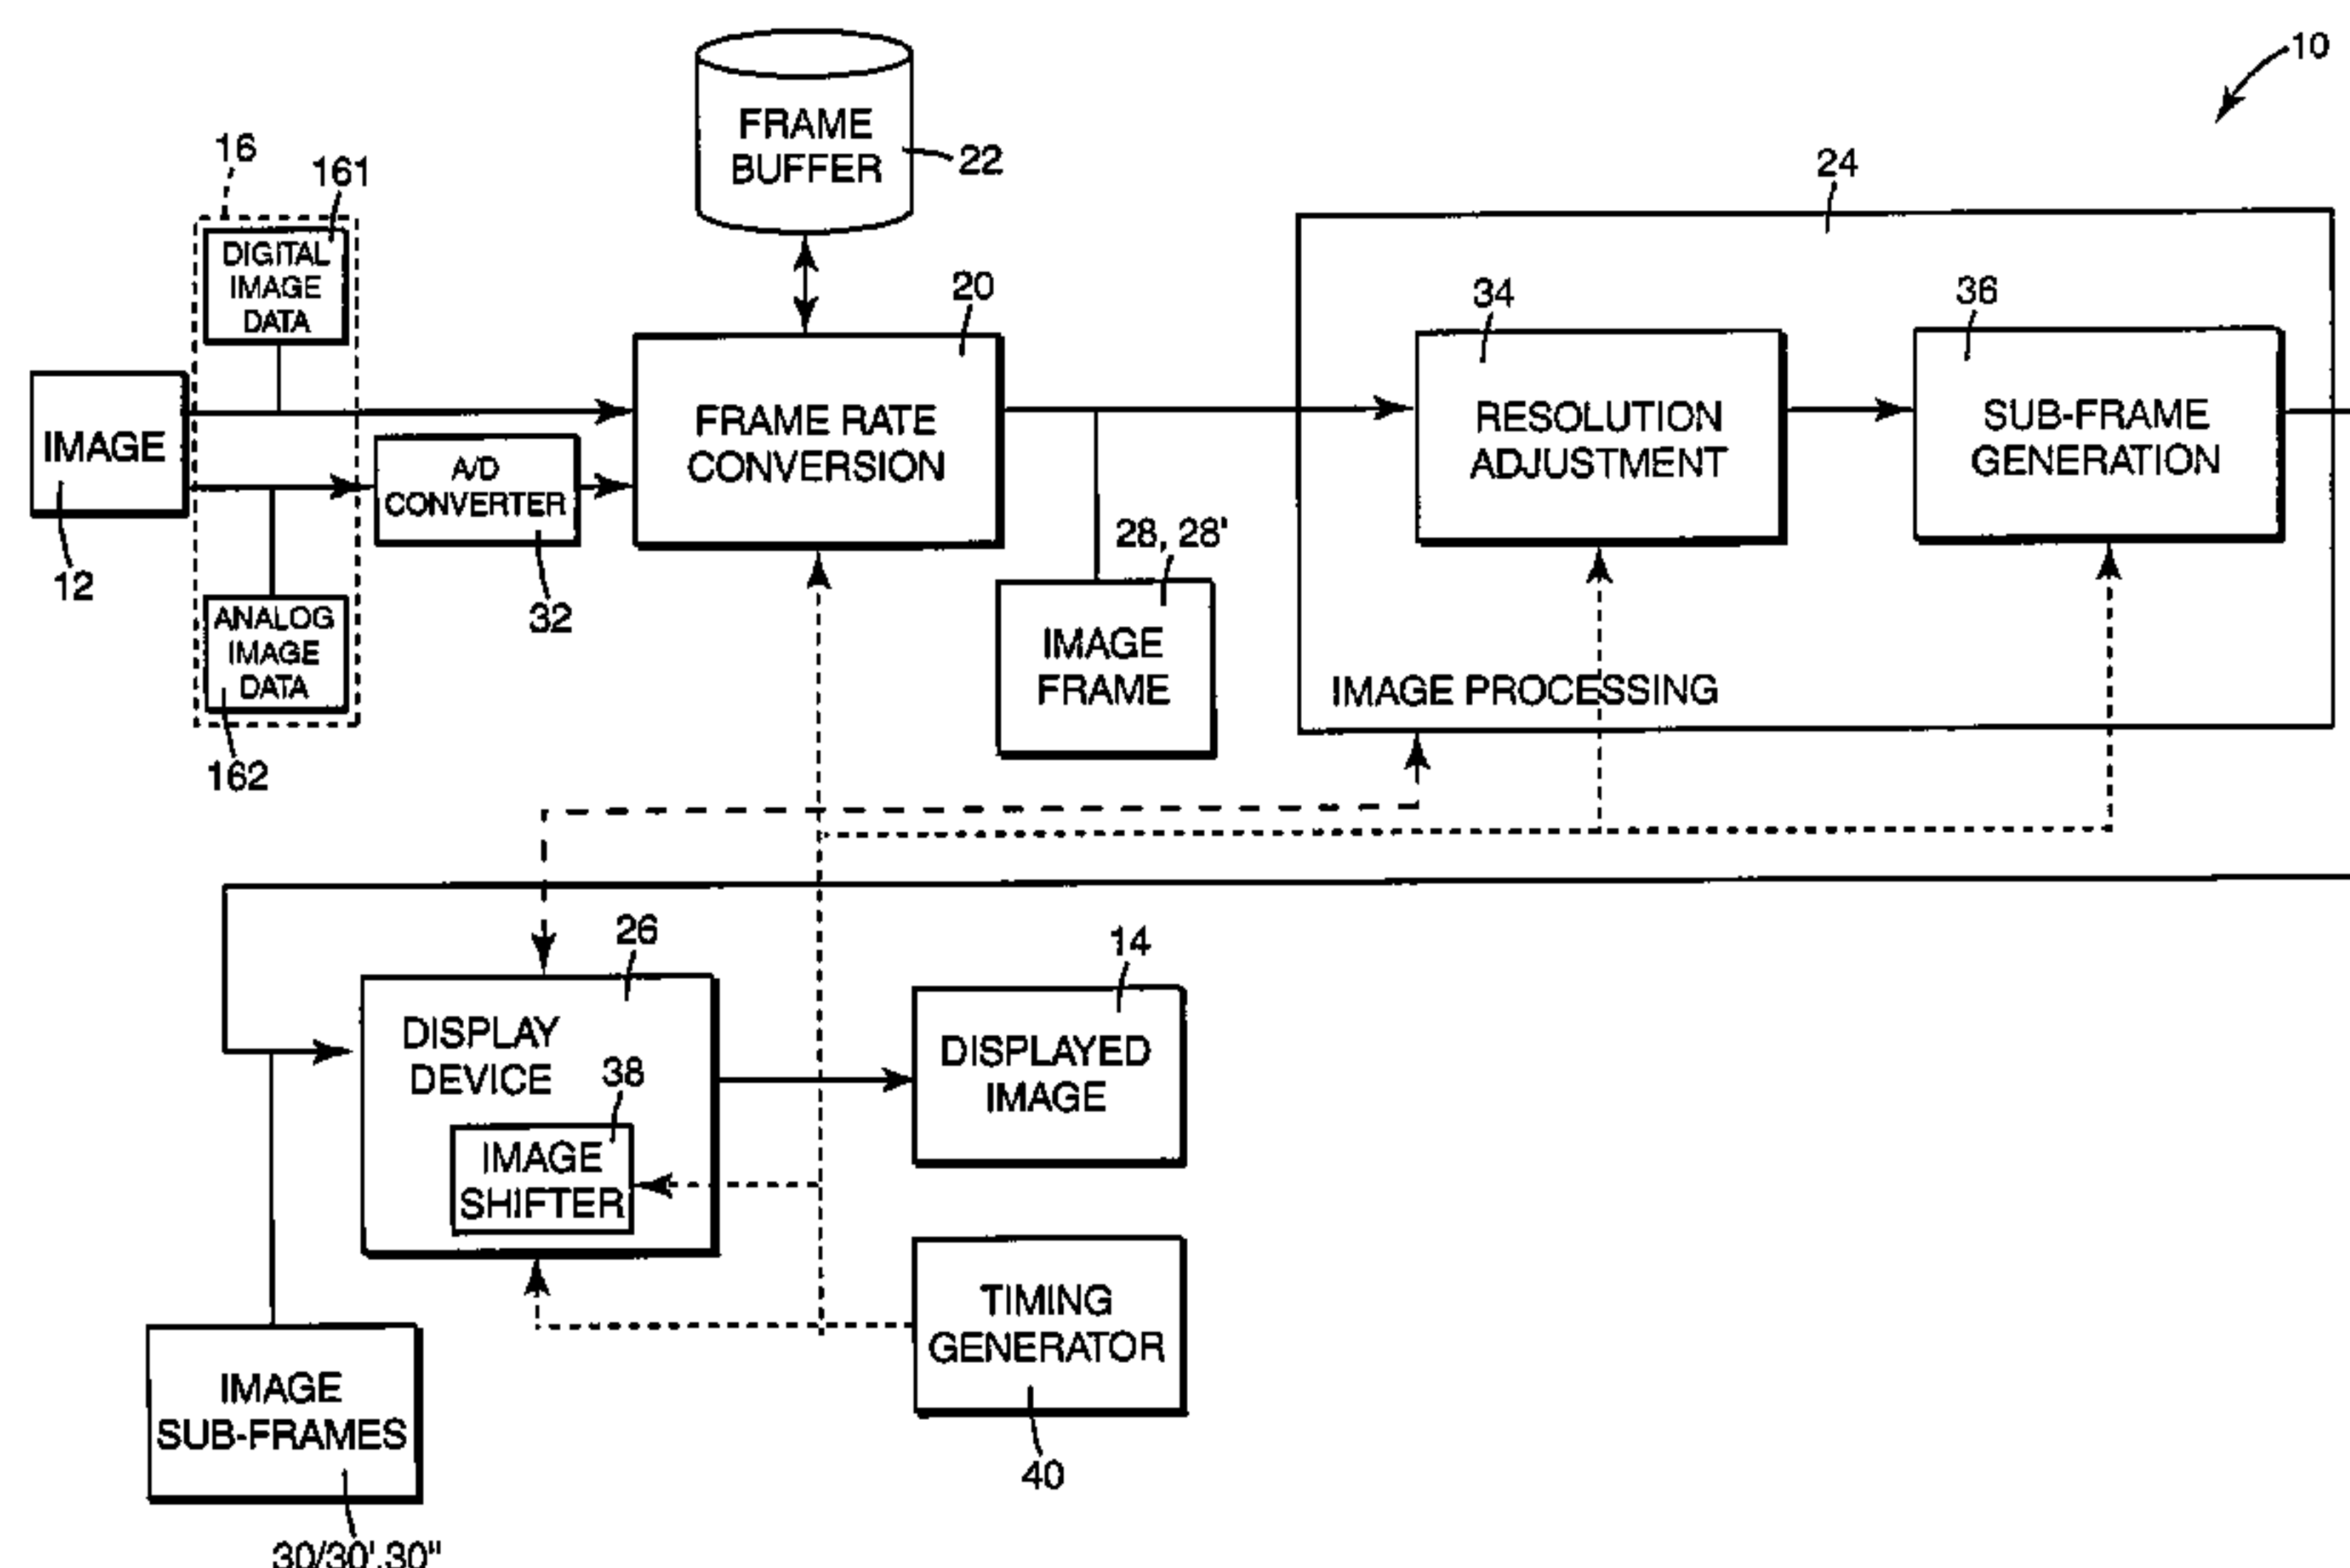 10
FRAME
BUFFER
22
16
161
24
DIGITAL
IMAGE
DATA
20
34
36
IMAGE
12
A/D
CONVERTER
32
FRAME RATE
CONVERSION
RESOLUTION
ADJUSTMENT
SUB-FRAME
GENERATION
28, 28'
ANALOG
IMAGE
DATA
162
IMAGE
FRAME
IMAGE PROCESSING
26
14
DISPLAY
DEVICE
38
IMAGE
SHIFTER
DISPLAYED
IMAGE
TIMING
GENERATOR
40
IMAGE
SUB-FRAMES
30/30',30"